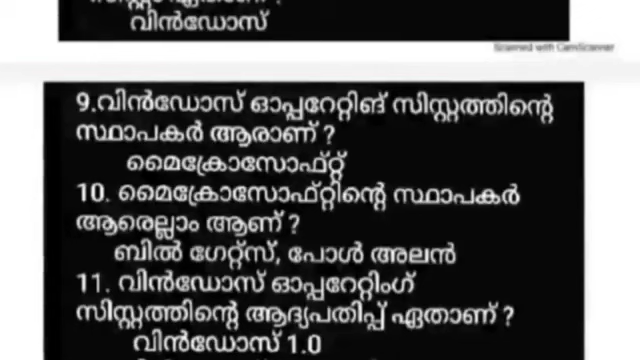 വിൻഡോസ്
Scanned with CamScanner
9.വിൻഡോസ് ഓപ്പറേറ്റിങ് സിസ്റ്റത്തിന്റെ
സ്ഥാപകർ ആരാണ് ?
മൈക്രോസോഫ്റ്റ്
10. മൈക്രോസോഫ്റ്റിന്റെ സ്ഥാപകർ
ആരെല്ലാം ആണ് ?
ബിൽ ഗേറ്റ്സ്, പോൾ അലൻ
11. വിൻഡോസ് ഓപ്പറേറ്റിംഗ്
സിസ്റ്റത്തിന്റെ ആദ്യപതിപ്പ് ഏതാണ് ?
വിൻഡോസ് 1.0